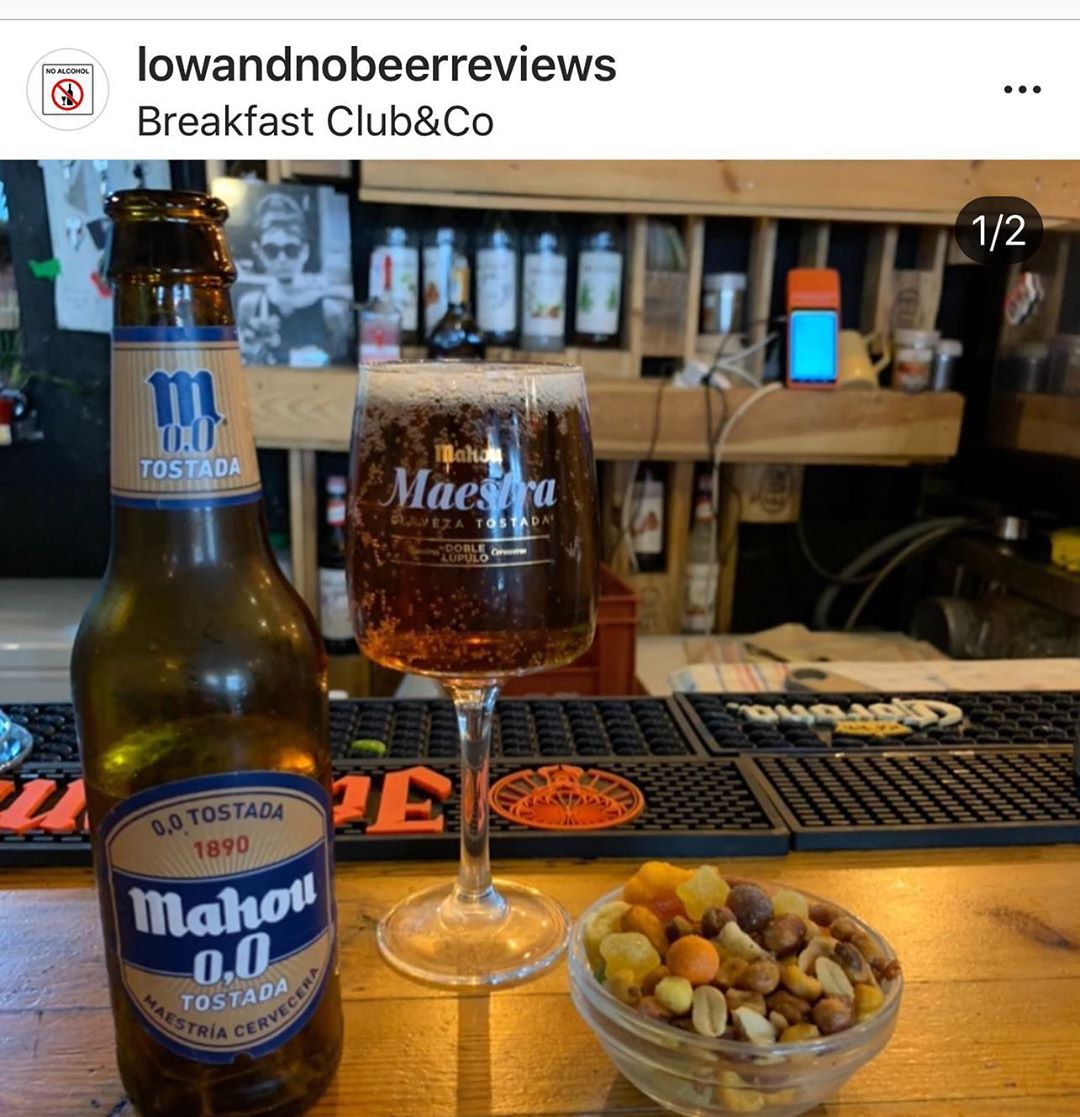 NO ALCOHOL
lowandnobeerreviews
Breakfast Club&Co
1/2
m
0.0
TOSTADA
Mahou
Maestra
CERVEZA TOSTADA
DOBLE
LUPULO
0,0 TOSTADA
1890
Mahou
0,0
TOSTADA
MAESTRÍA CERVECERA